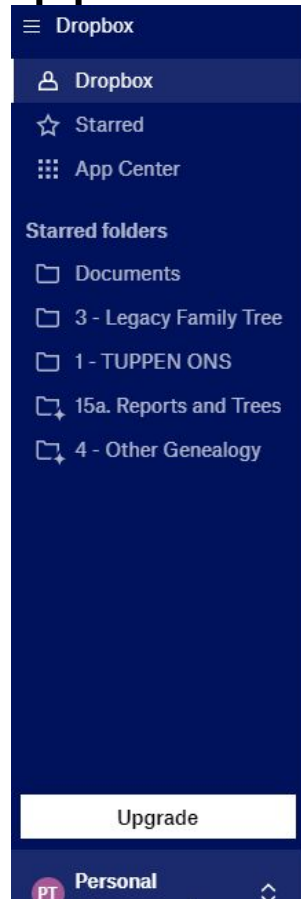 Dropbox
Dropbox
Starred
App Center
Starred folders
Documents
3 - Legacy Family Tree
1 - TUPPEN ONS
15a. Reports and Trees
4 - Other Genealogy
Upgrade
PT Personal